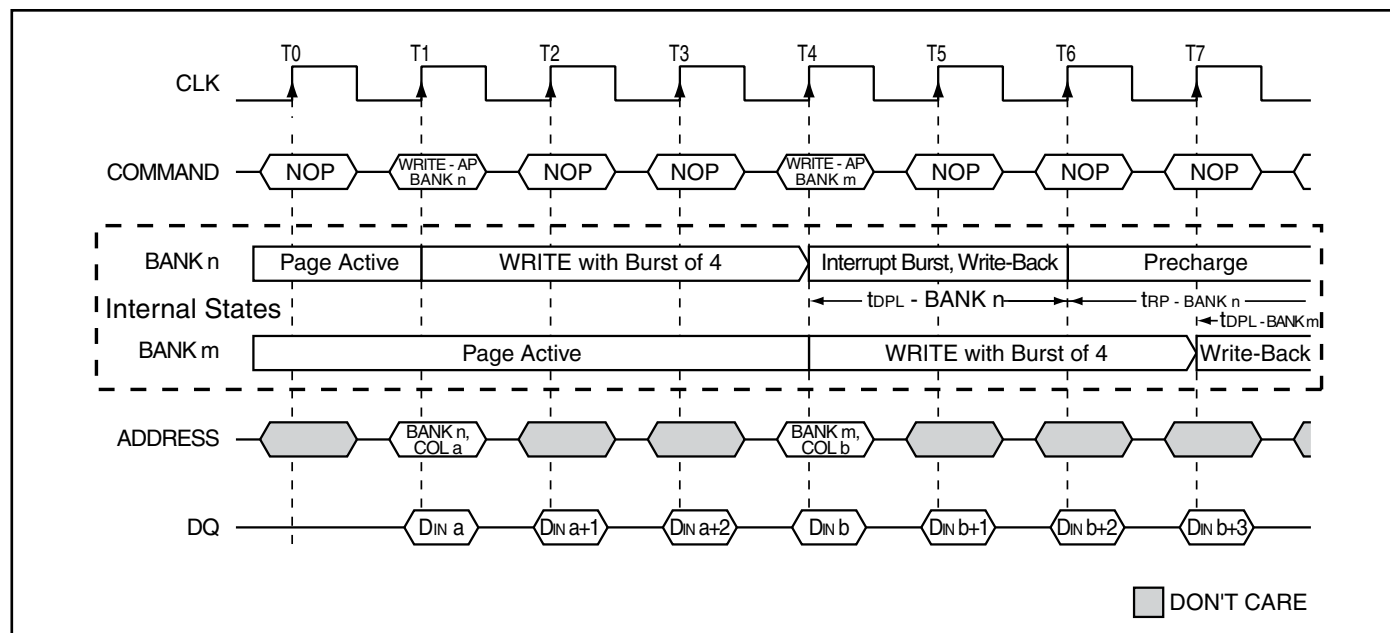 T0 T1 T2 T3 T4 T5 T6 T7
CLK
COMMAND NOP WRITE - AP BANK n NOP NOP WRITE - AP BANK m NOP NOP NOP
BANK n Page Active WRITE with Burst of 4 Interrupt Burst, Write-Back Precharge
tDPL - BANK n tRP - BANK n
Internal States
tDPL - BANK m
BANK m Page Active WRITE with Burst of 4 Write-Back
ADDRESS BANK n, COL a BANK m, COL b
DQ DIN a DIN a+1 DIN a+2 DIN b DIN b+1 DIN b+2 DIN b+3
DON'T CARE